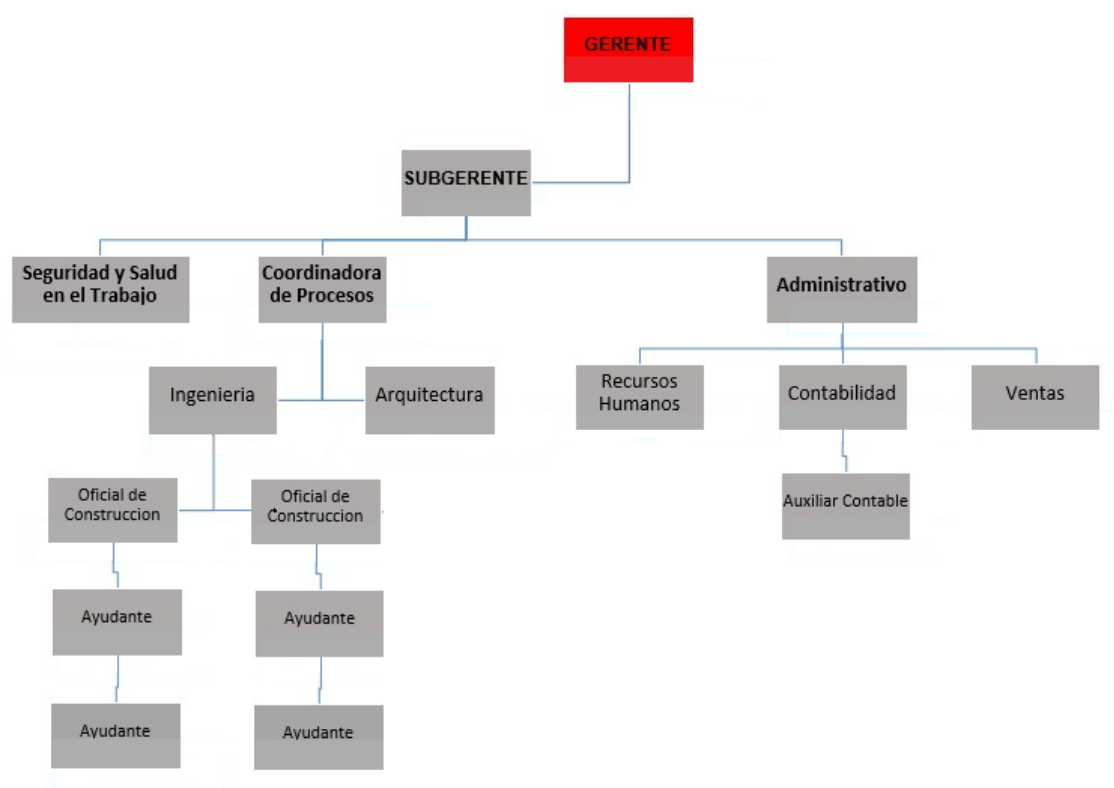 GERENTE
SUBGERENTE
Seguridad y Salud
en el Trabajo
Coordinadora
de Procesos
Administrativo
Ingenieria
Arquitectura
Recursos
Humanos
Contabilidad
Ventas
Oficial de
Construccion
Oficial de
Construccion
Auxiliar Contable
Ayudante
Ayudante
Ayudante
Ayudante